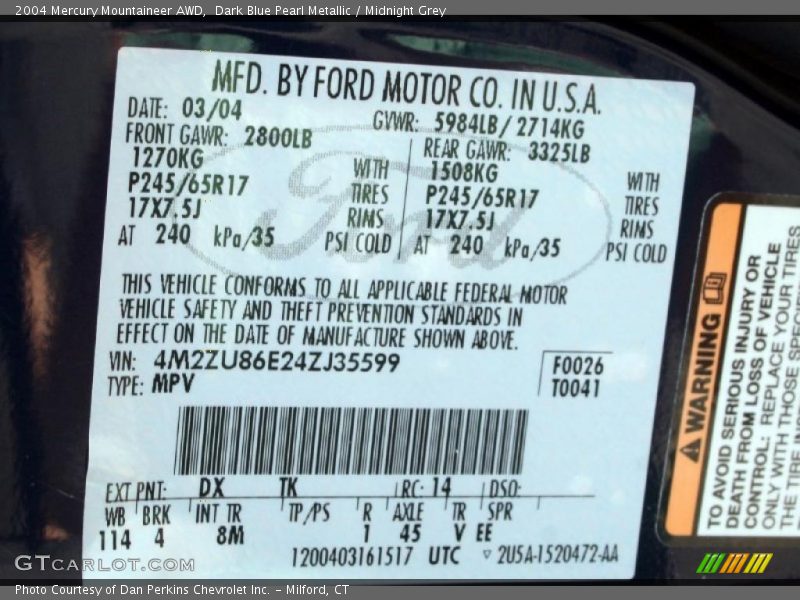 2004 Mercury Mountaineer AWD, Dark Blue Pearl Metallic / Midnight Grey
MFD. BY FORD MOTOR CO. IN U.S.A.
DATE: 03/04 GVWR: 5984LB/ 2714KG
FRONT GAWR: 2800LB REAR GAWR: 3325LB
1270KG WITH 1508KG WITH
P245/65R17 TIRES P245/65R17 TIRES
17X7.5J RIMS 17X7.5J RIMS
AT 240 kPa/35 PSI COLD AT 240 kPa/35 PSI COLD
Ford
THIS VEHICLE CONFORMS TO ALL APPLICABLE FEDERAL MOTOR
VEHICLE SAFETY AND THEFT PREVENTION STANDARDS IN
EFFECT ON THE DATE OF MANUFACTURE SHOWN ABOVE.
VIN: 4M2ZU86E24ZJ35599 F0026
TYPE: MPV T0041
EXT PNT: DX TK RC: 14 DSO:
WB BRK INT TR TP/PS R AXLE TR SPR
114 4 8M 1 45 V EE
1200403161517 UTC ▽ 2U5A-1520472-AA
WARNING
TO AVOID SERIOUS INJURY OR
DEATH FROM LOSS OF VEHICLE
CONTROL: REPLACE YOUR TIRES
ONLY WITH THOSE SPECIFIED
GTCARLOT.COM
Photo Courtesy of Dan Perkins Chevrolet Inc. - Milford, CT